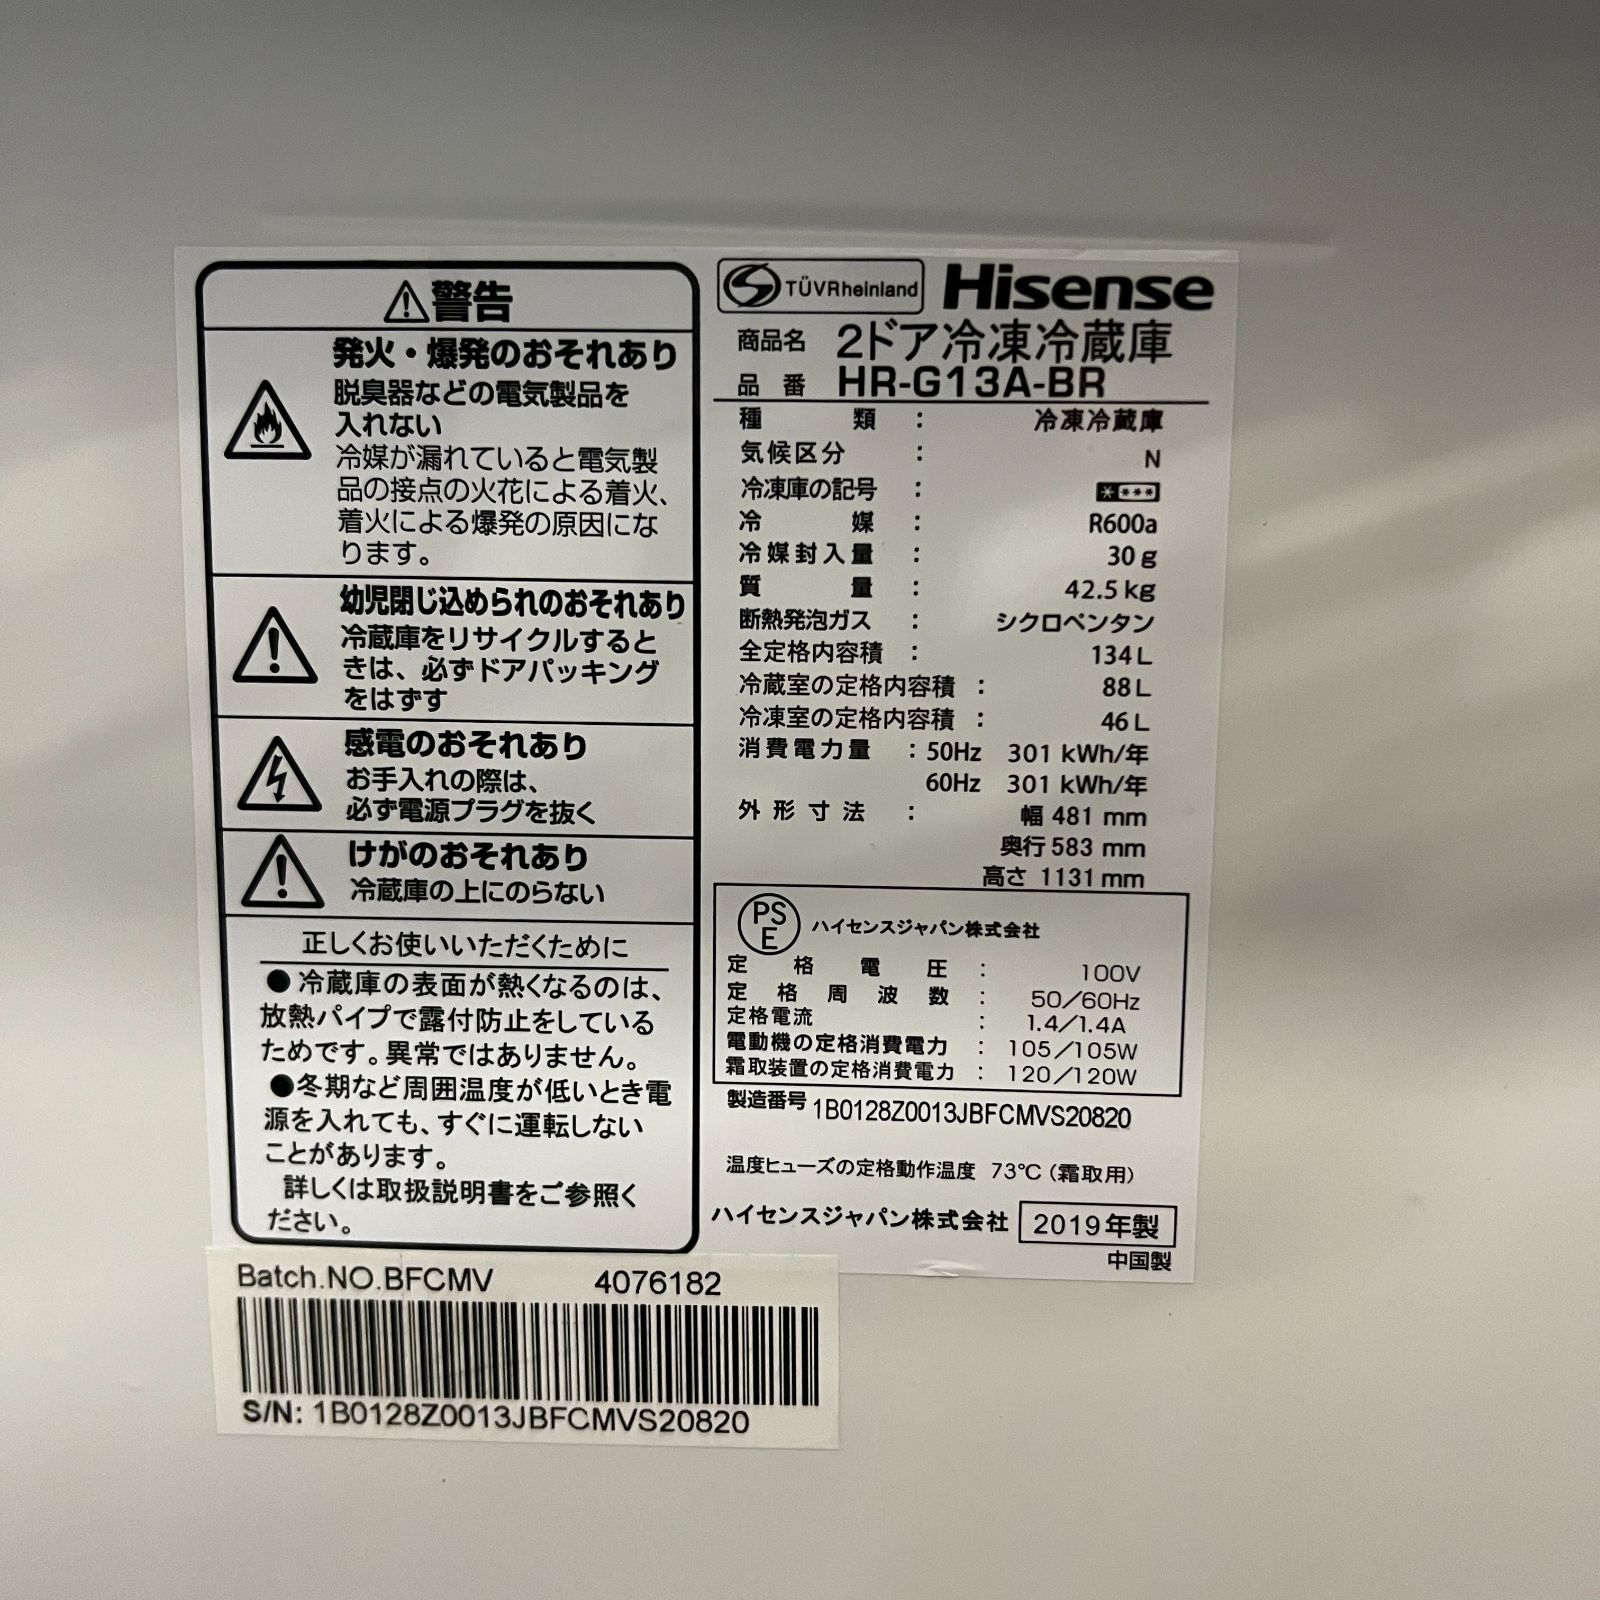 警告
発火・爆発のおそれあり
脱臭器などの電気製品を
入れない
冷媒が漏れていると電気製
品の接点の火花による着火、
着火による爆発の原因にな
ります。
幼児閉じ込められのおそれあり
冷蔵庫をリサイクルすると
きは、必ずドアパッキング
をはずす
感電のおそれあり
お手入れの際は、
必ず電源プラグを抜く
けがのおそれあり
冷蔵庫の上にのらない
正しくお使いいただくために
●冷蔵庫の表面が熱くなるのは、
放熱パイプで露付防止をしている
ためです。異常ではありません。
●冬期など周囲温度が低いとき電
源を入れても、すぐに運転しない
ことがあります。
詳しくは取扱説明書をご参照く
ださい。
TÜVRheinland Hisense
商品名 2ドア冷凍冷蔵庫
品番 HR-G13A-BR
種類 : 冷凍冷蔵庫
気候区分 : N
冷凍庫の記号 : ****
冷媒 : R600a
冷媒封入量 : 30g
質量 : 42.5kg
断熱発泡ガス : シクロペンタン
全定格内容積 : 134L
冷蔵室の定格内容積 : 88L
冷凍室の定格内容積 : 46L
消費電力量 : 50Hz 301 kWh/年
60Hz 301 kWh/年
外形寸法 : 幅 481 mm
奥行 583 mm
高さ 1131mm
PSE ハイセンスジャパン株式会社
定格電圧 : 100V
定格周波数 : 50/60Hz
定格電流 : 1.4/1.4A
電動機の定格消費電力 : 105/105W
霜取装置の定格消費電力 : 120/120W
製造番号 1B0128Z0013JBFCMVS20820
温度ヒューズの定格動作温度 73℃(霜取用)
ハイセンスジャパン株式会社 2019年製
中国製
Batch.NO.BFCMV 4076182
S/N: 1B0128Z0013JBFCMVS20820